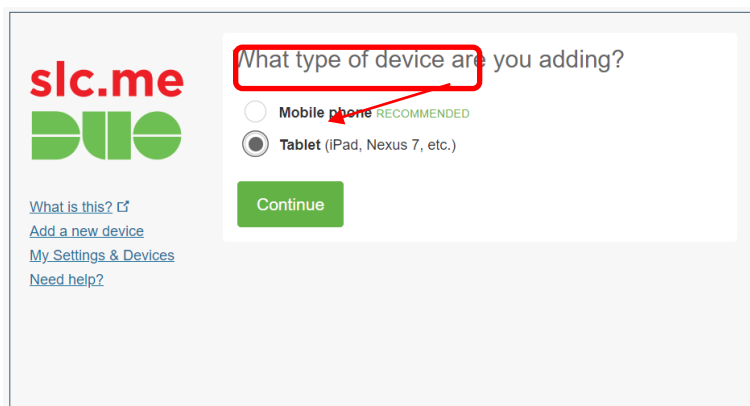 slc.me
DUO
What is this?
Add a new device
My Settings & Devices
Need help?
What type of device are you adding?
Mobile phone RECOMMENDED
Tablet (iPad, Nexus 7, etc.)
Continue